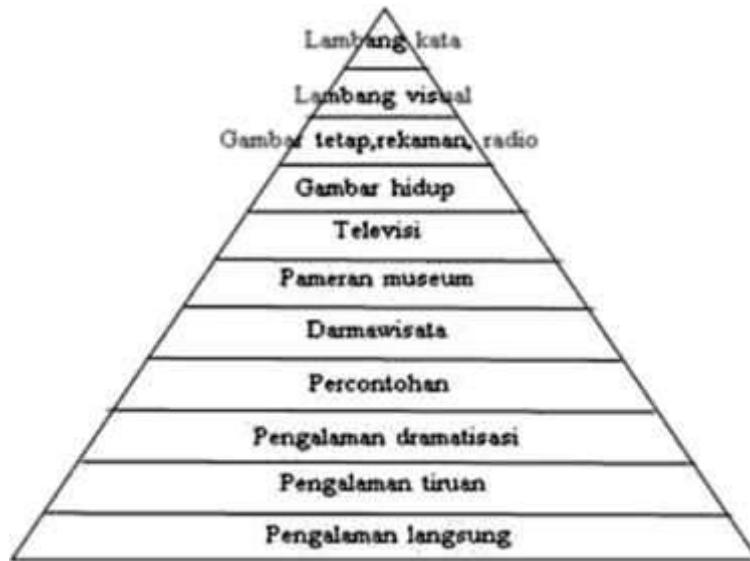 Lambang kata
Lambang visual
Gambar tetap,rekaman, radio
Gambar hidup
Televisi
Pameran museum
Darmawisata
Percontohan
Pengalaman dramatisasi
Pengalaman tiruan
Pengalaman langsung